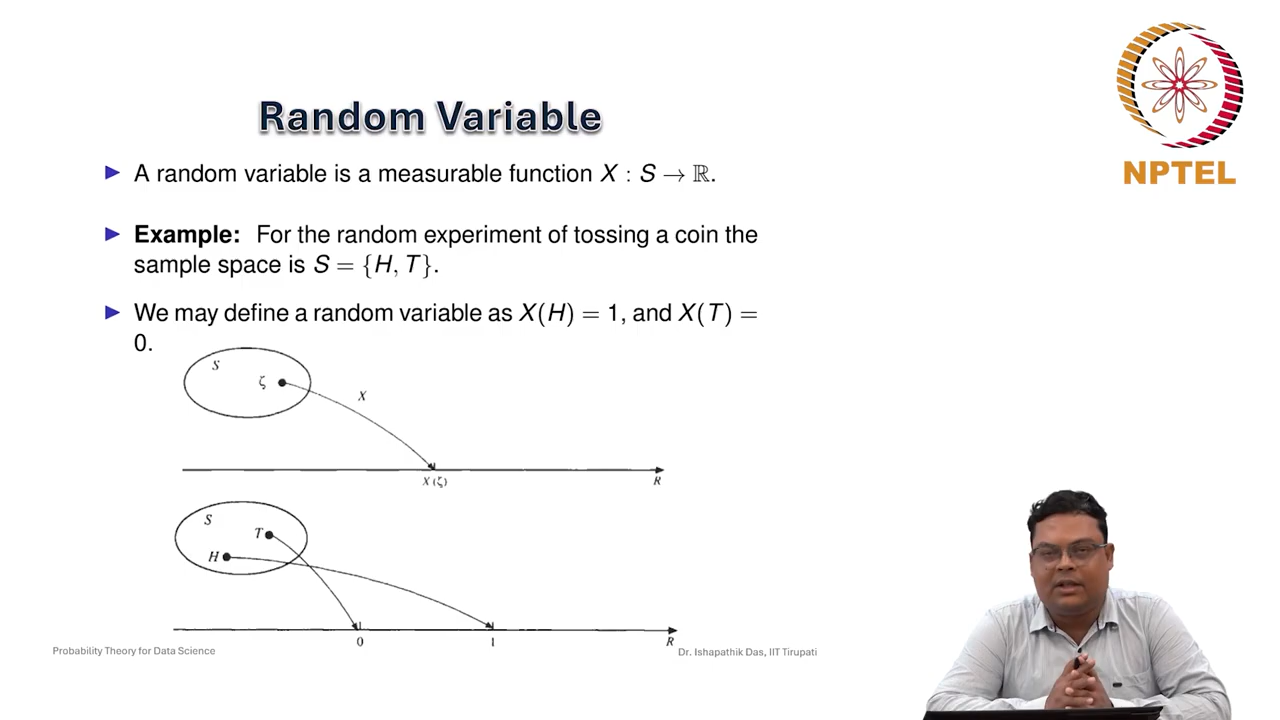 NPTEL
Random Variable
A random variable is a measurable function X : S → ℝ.
Example: For the random experiment of tossing a coin the
sample space is S = {H, T}.
We may define a random variable as X(H) = 1, and X(T) =
0.
S
ζ
X
X(ζ)
R
S
T
H
0
1
R
Probability Theory for Data Science
Dr. Ishapathik Das, IIT Tirupati